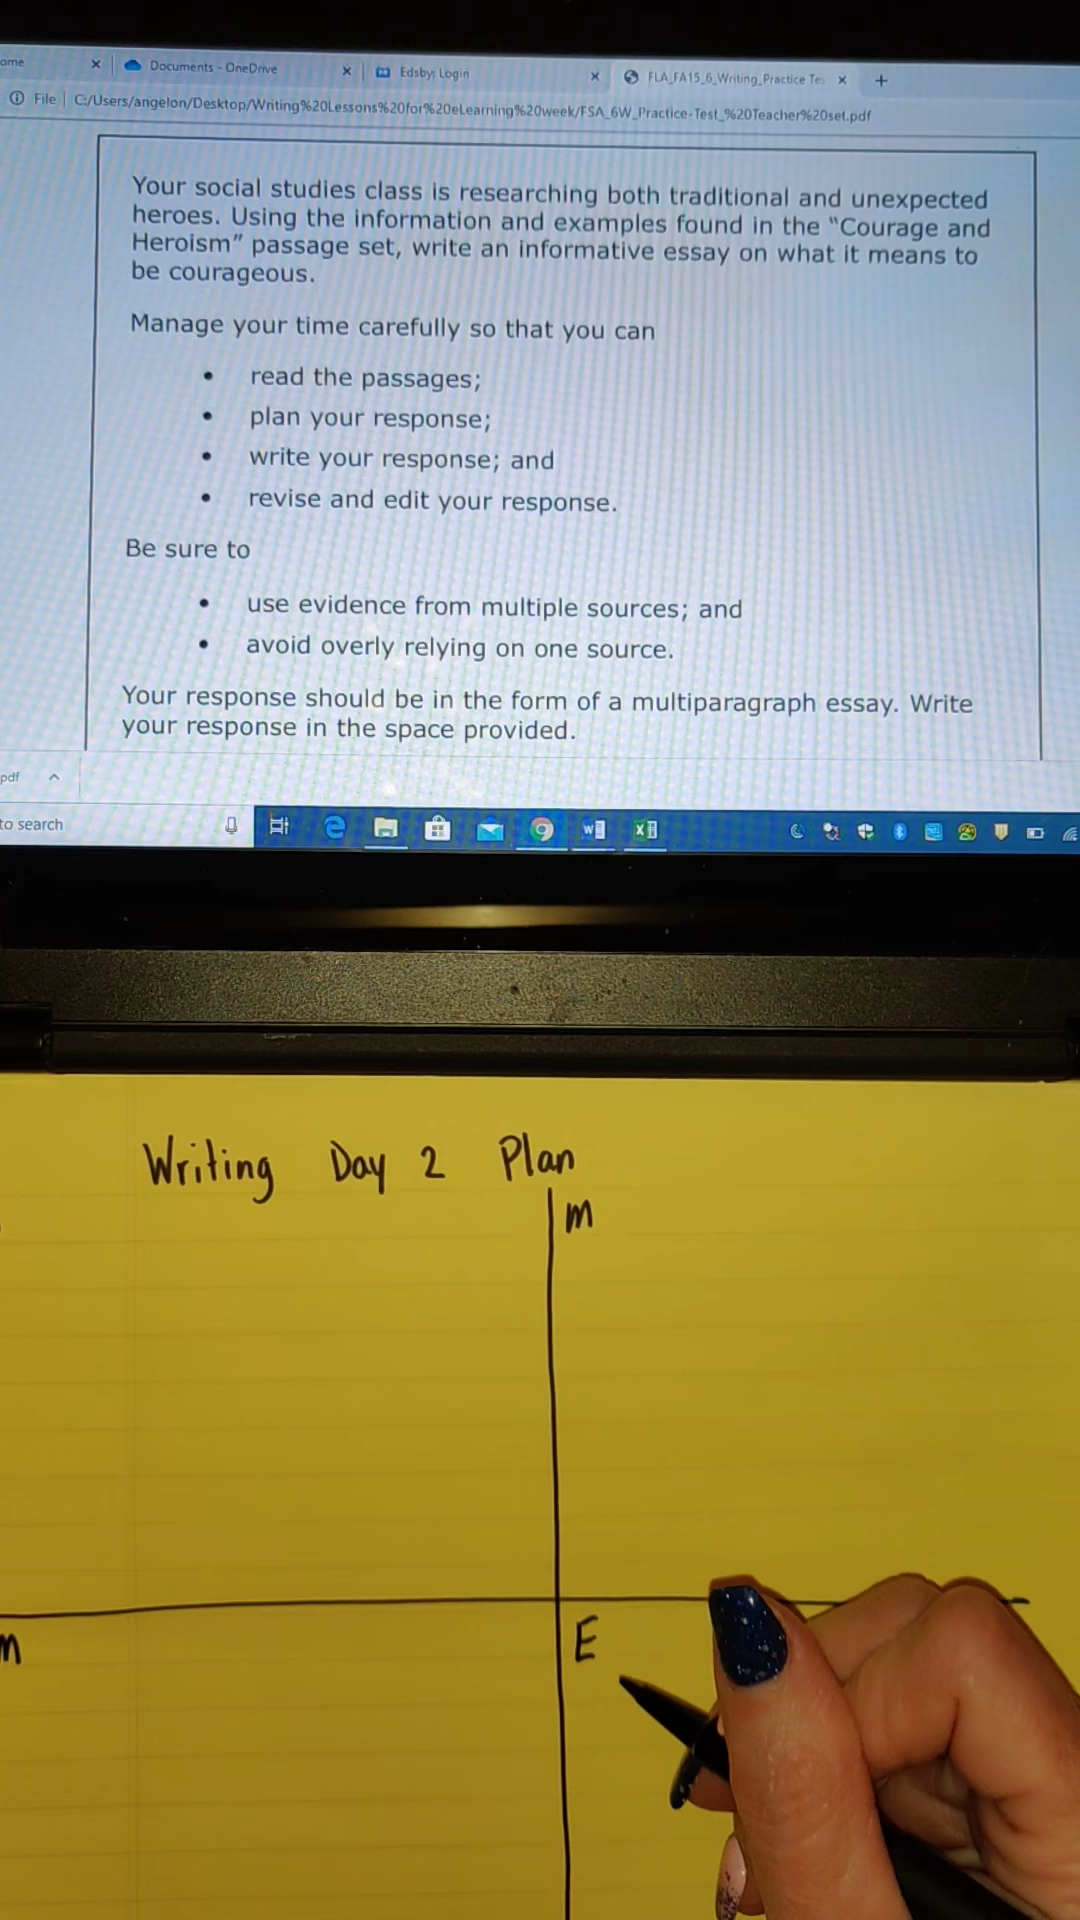 ome
Documents - OneDrive
Edsby: Login
FLA_FA15_6_Writing_Practice Te
File | C:/Users/angelon/Desktop/Writing%20Lessons%20for%20eLearning%20week/FSA_6W_Practice-Test_%20Teacher%20set.pdf
Your social studies class is researching both traditional and unexpected
heroes. Using the information and examples found in the “Courage and
Heroism” passage set, write an informative essay on what it means to
be courageous.
Manage your time carefully so that you can
• read the passages;
• plan your response;
• write your response; and
• revise and edit your response.
Be sure to
• use evidence from multiple sources; and
• avoid overly relying on one source.
Your response should be in the form of a multiparagraph essay. Write
your response in the space provided.
pdf
to search
Writing Day 2 Plan
m
m
E